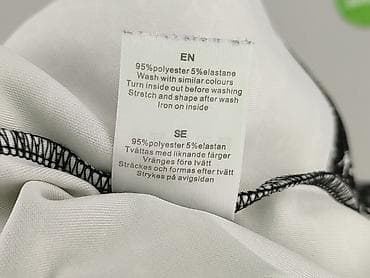 EN
95%polyester 5%elastane
Wash with similar colours
Turn inside out before washing
Stretch and shape after wash
Iron on inside
SE
95%polyester 5%elastan
Tvättas med liknande färger
Vränges före tvätt
Sträckes och formas efter tvätt
Strykes på avigsidan